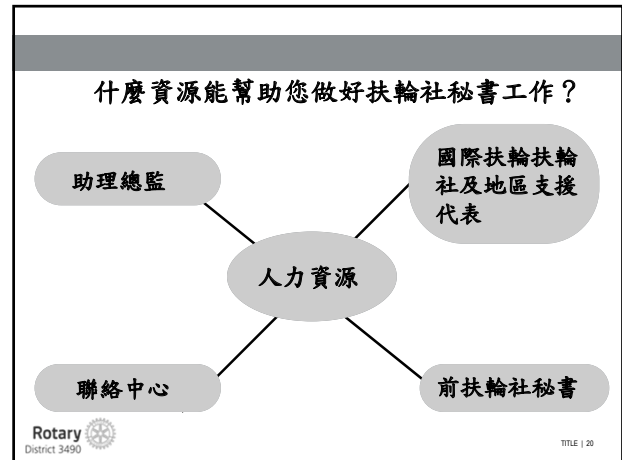 什麼資源能幫助您做好扶輪社秘書工作？
助理總監
國際扶輪扶輪
社及地區支援
代表
人力資源
聯絡中心
前扶輪社秘書
Rotary
District 3490
TITLE | 20